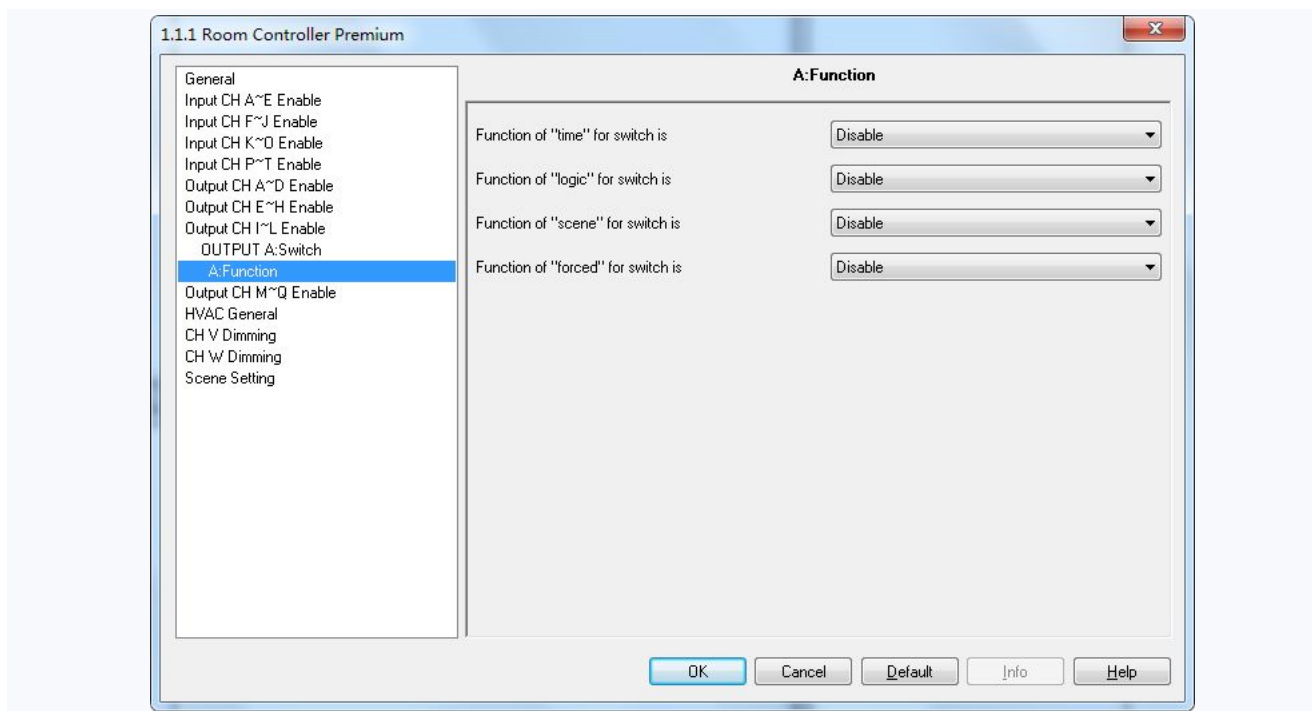 1.1.1 Room Controller Premium
General
Input CH A~E Enable
Input CH F~J Enable
Input CH K~O Enable
Input CH P~T Enable
Output CH A~D Enable
Output CH E~H Enable
Output CH I~L Enable
OUTPUT A:Switch
A:Function
Output CH M~Q Enable
HVAC General
CH V Dimming
CH W Dimming
Scene Setting
A:Function
Function of "time" for switch is Disable
Function of "logic" for switch is Disable
Function of "scene" for switch is Disable
Function of "forced" for switch is Disable
OK Cancel Default Info Help